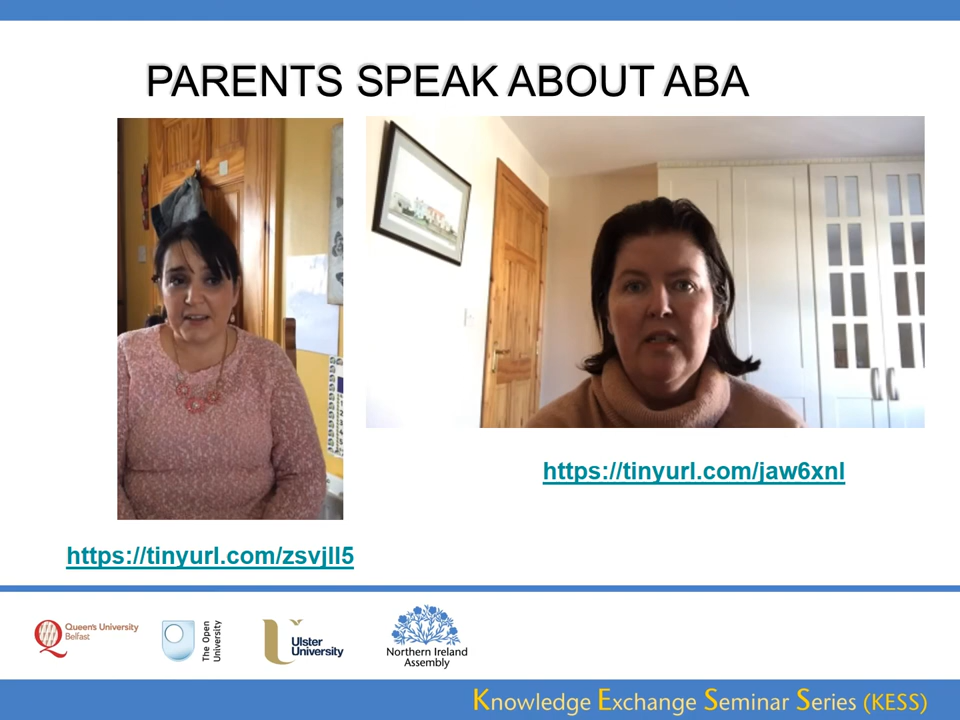 PARENTS SPEAK ABOUT ABA
https://tinyurl.com/jaw6xnl
https://tinyurl.com/zsvjll5
Queen's University
Belfast
The Open
University
Ulster
University
Northern Ireland
Assembly
Knowledge Exchange Seminar Series (KESS)